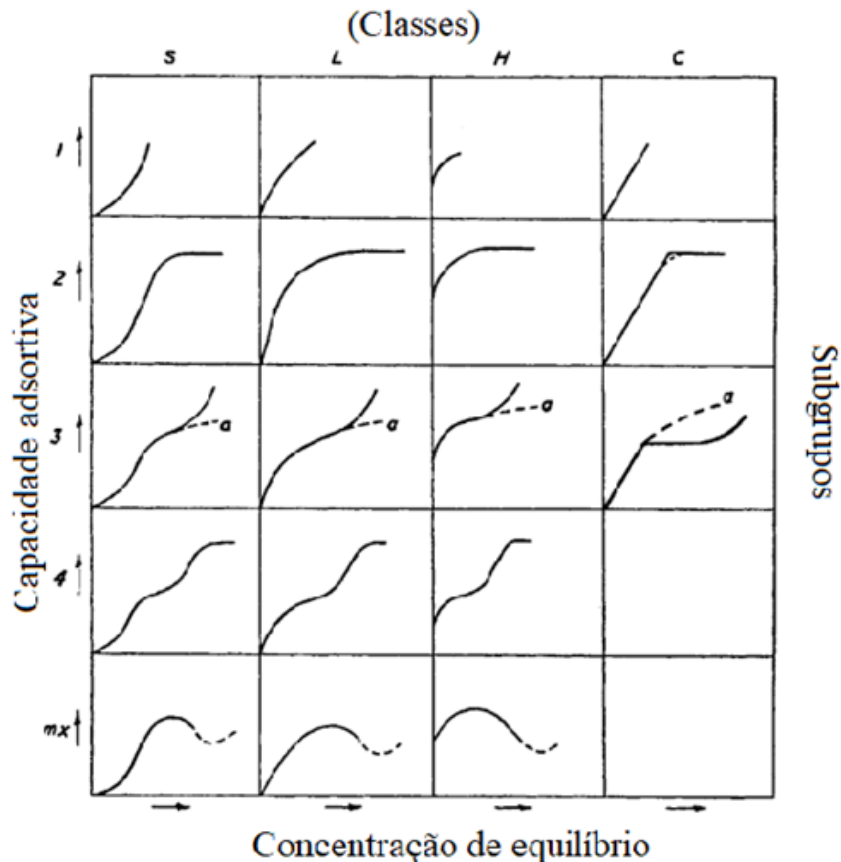 (Classes)
S L H C
1
2
3 a a a a
4
mx
Capacidade adsortiva
Subgrupos
Concentração de equilíbrio